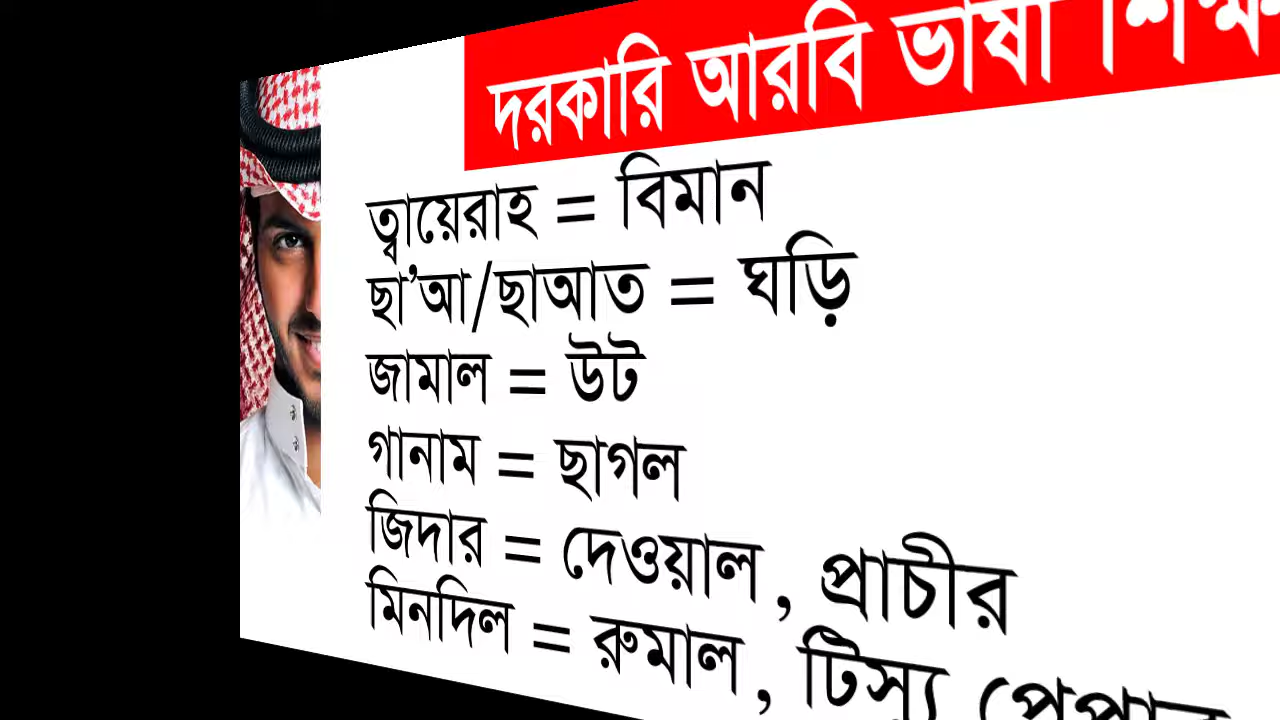 দরকারি আরবি ভাষা
ত্বায়েরাহ = বিমান
ছা'আ/ছাআত = ঘড়ি
জামাল = উট
গানাম = ছাগল
জিদার = দেওয়াল, প্রাচীর
মিনদিল = রুমাল, টিস্যু